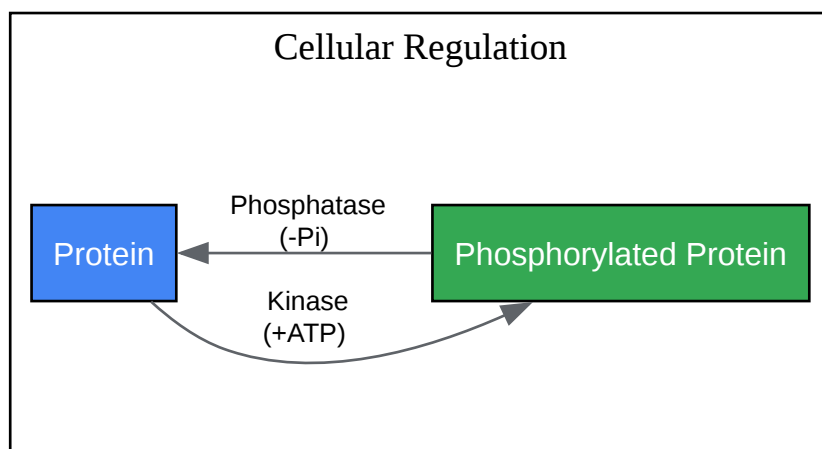 Cellular Regulation
Phosphatase
(-Pi)
Protein
Phosphorylated Protein
Kinase
(+ATP)